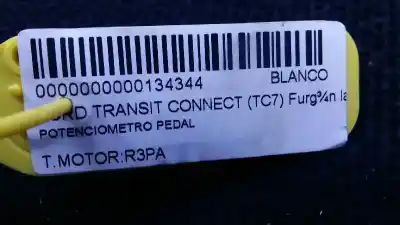 0000000000134344 BLANCO
FORD TRANSIT CONNECT (TC7) Furg¾n la
POTENCIOMETRO PEDAL
T.MOTOR:R3PA